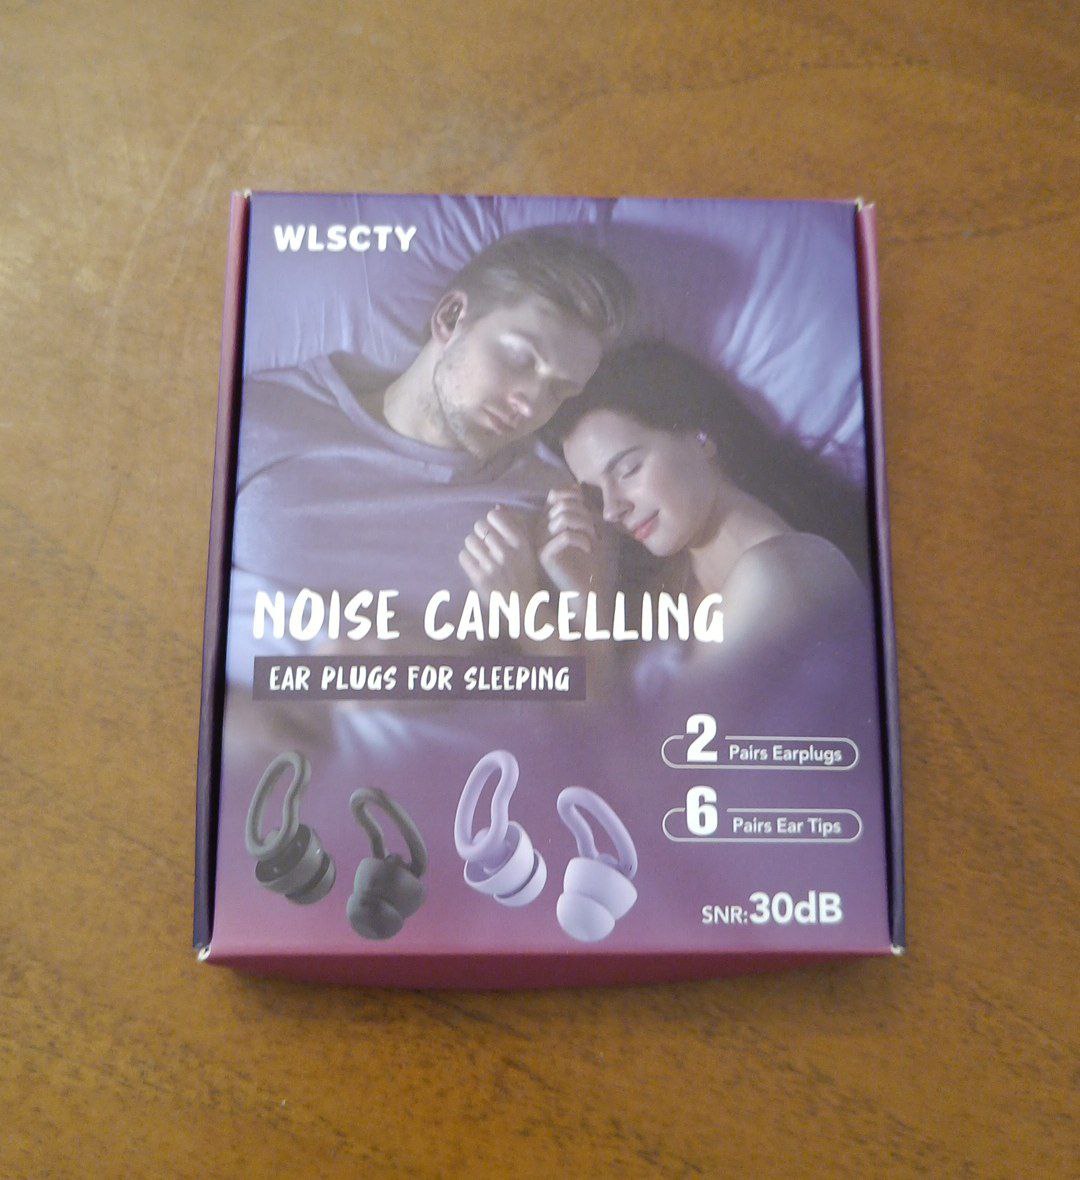 WLSCTY
NOISE CANCELLING
EAR PLUGS FOR SLEEPING
2 Pairs Earplugs
6 Pairs Ear Tips
SNR:30dB